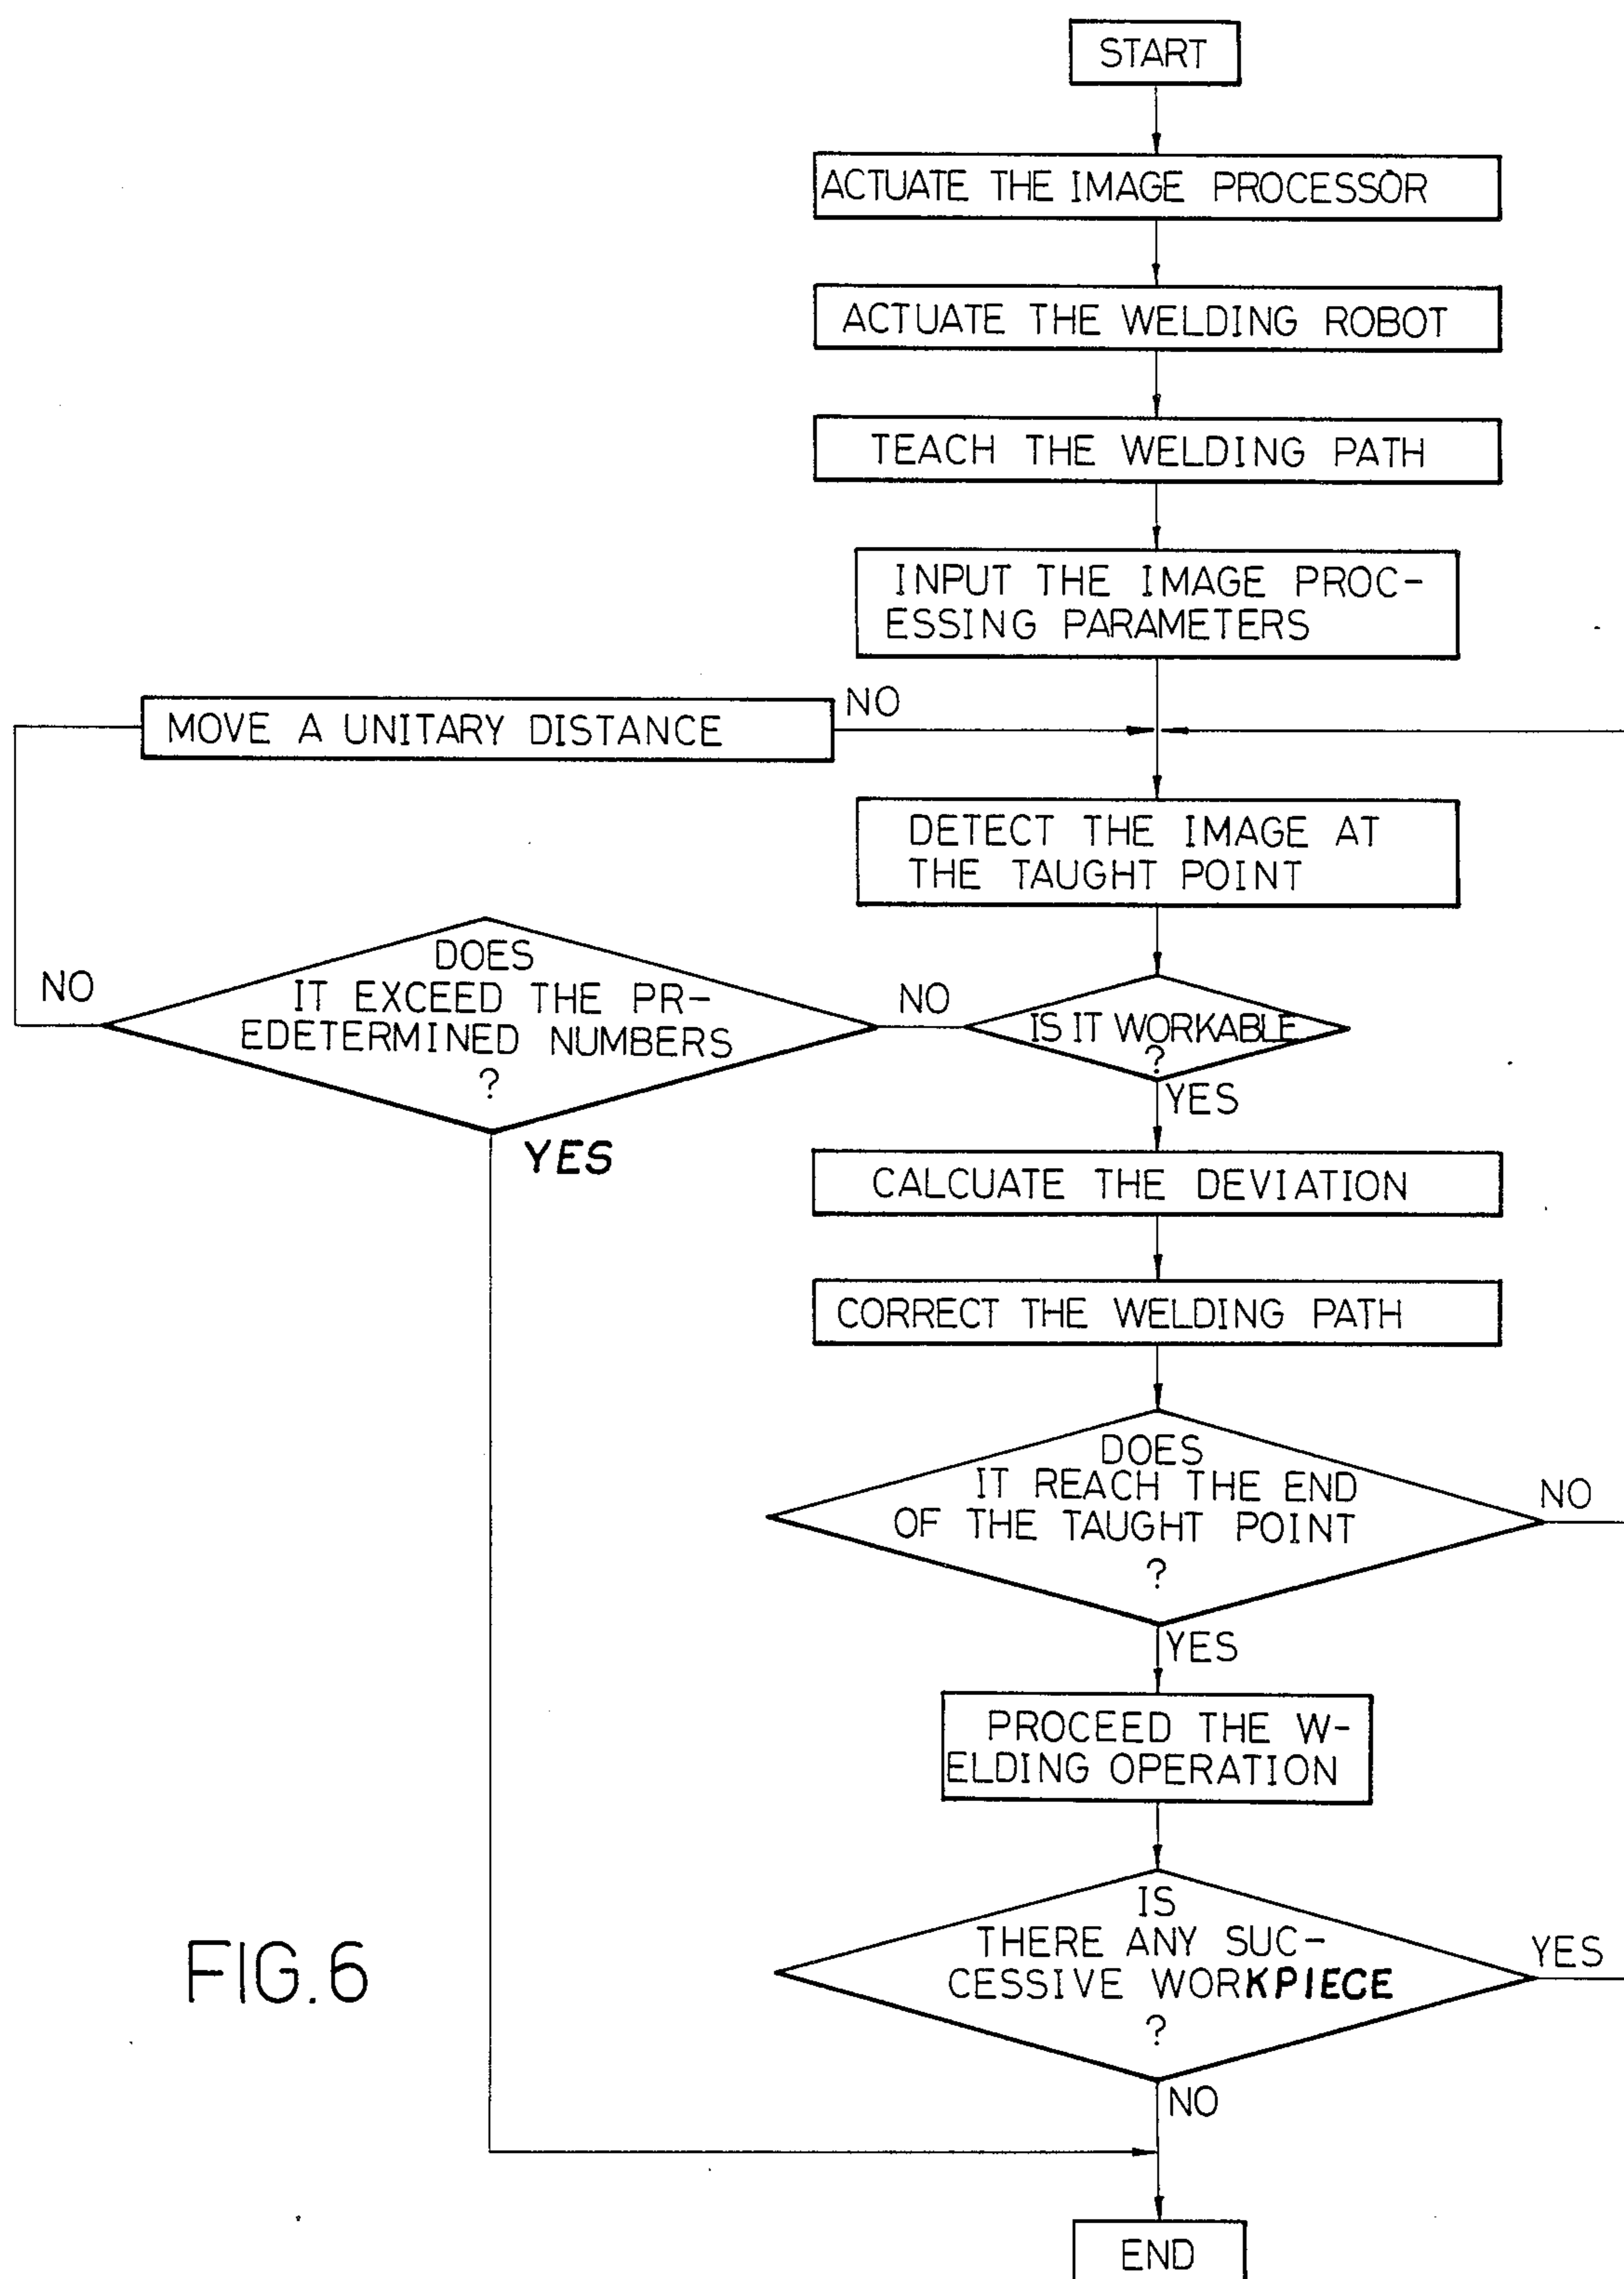 START
ACTUATE THE IMAGE PROCESSOR
ACTUATE THE WELDING ROBOT
TEACH THE WELDING PATH
INPUT THE IMAGE PROC-
ESSING PARAMETERS
MOVE A UNITARY DISTANCE
NO
DETECT THE IMAGE AT
THE TAUGHT POINT
NO
DOES
IT EXCEED THE PR-
EDETERMINED NUMBERS
?
YES
NO
IS IT WORKABLE
?
YES
CALCUATE THE DEVIATION
CORRECT THE WELDING PATH
DOES
IT REACH THE END
OF THE TAUGHT POINT
?
NO
YES
PROCEED THE W-
ELDING OPERATION
IS
THERE ANY SUC-
CESSIVE WORKPIECE
?
YES
NO
END
FIG.6